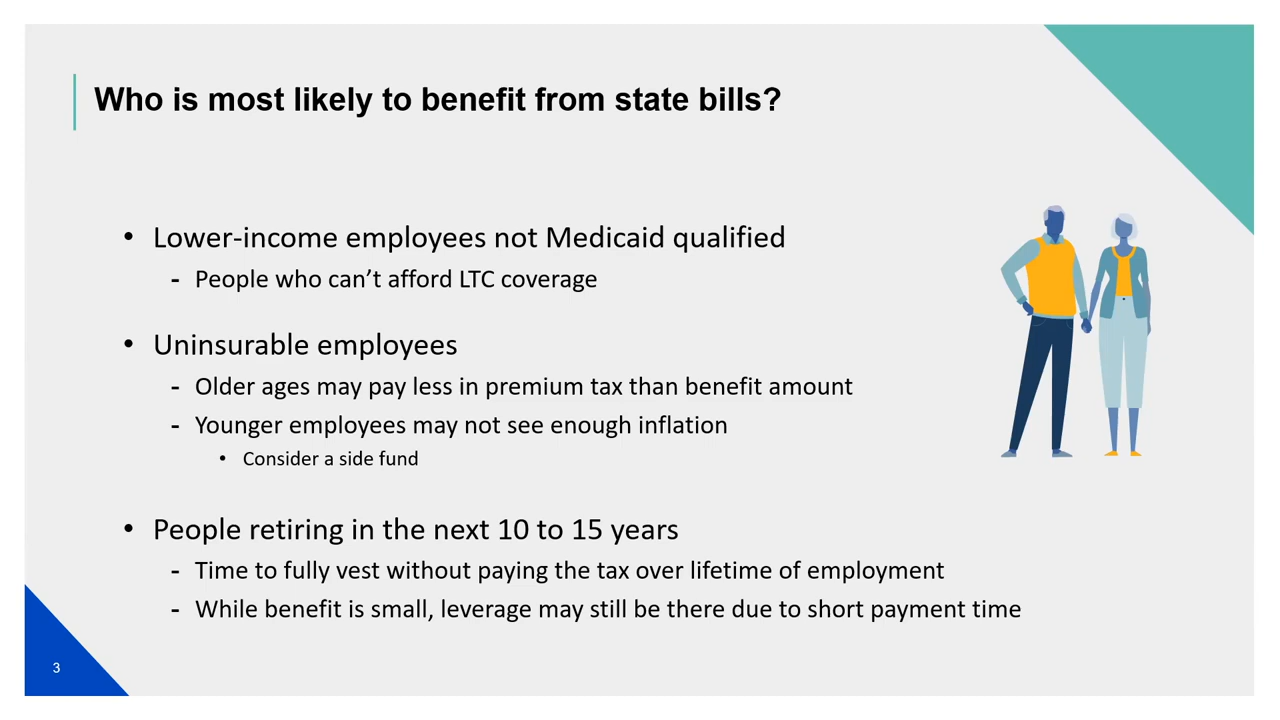 Who is most likely to benefit from state bills?
• Lower-income employees not Medicaid qualified
- People who can’t afford LTC coverage
• Uninsurable employees
- Older ages may pay less in premium tax than benefit amount
- Younger employees may not see enough inflation
• Consider a side fund
• People retiring in the next 10 to 15 years
- Time to fully vest without paying the tax over lifetime of employment
- While benefit is small, leverage may still be there due to short payment time
3